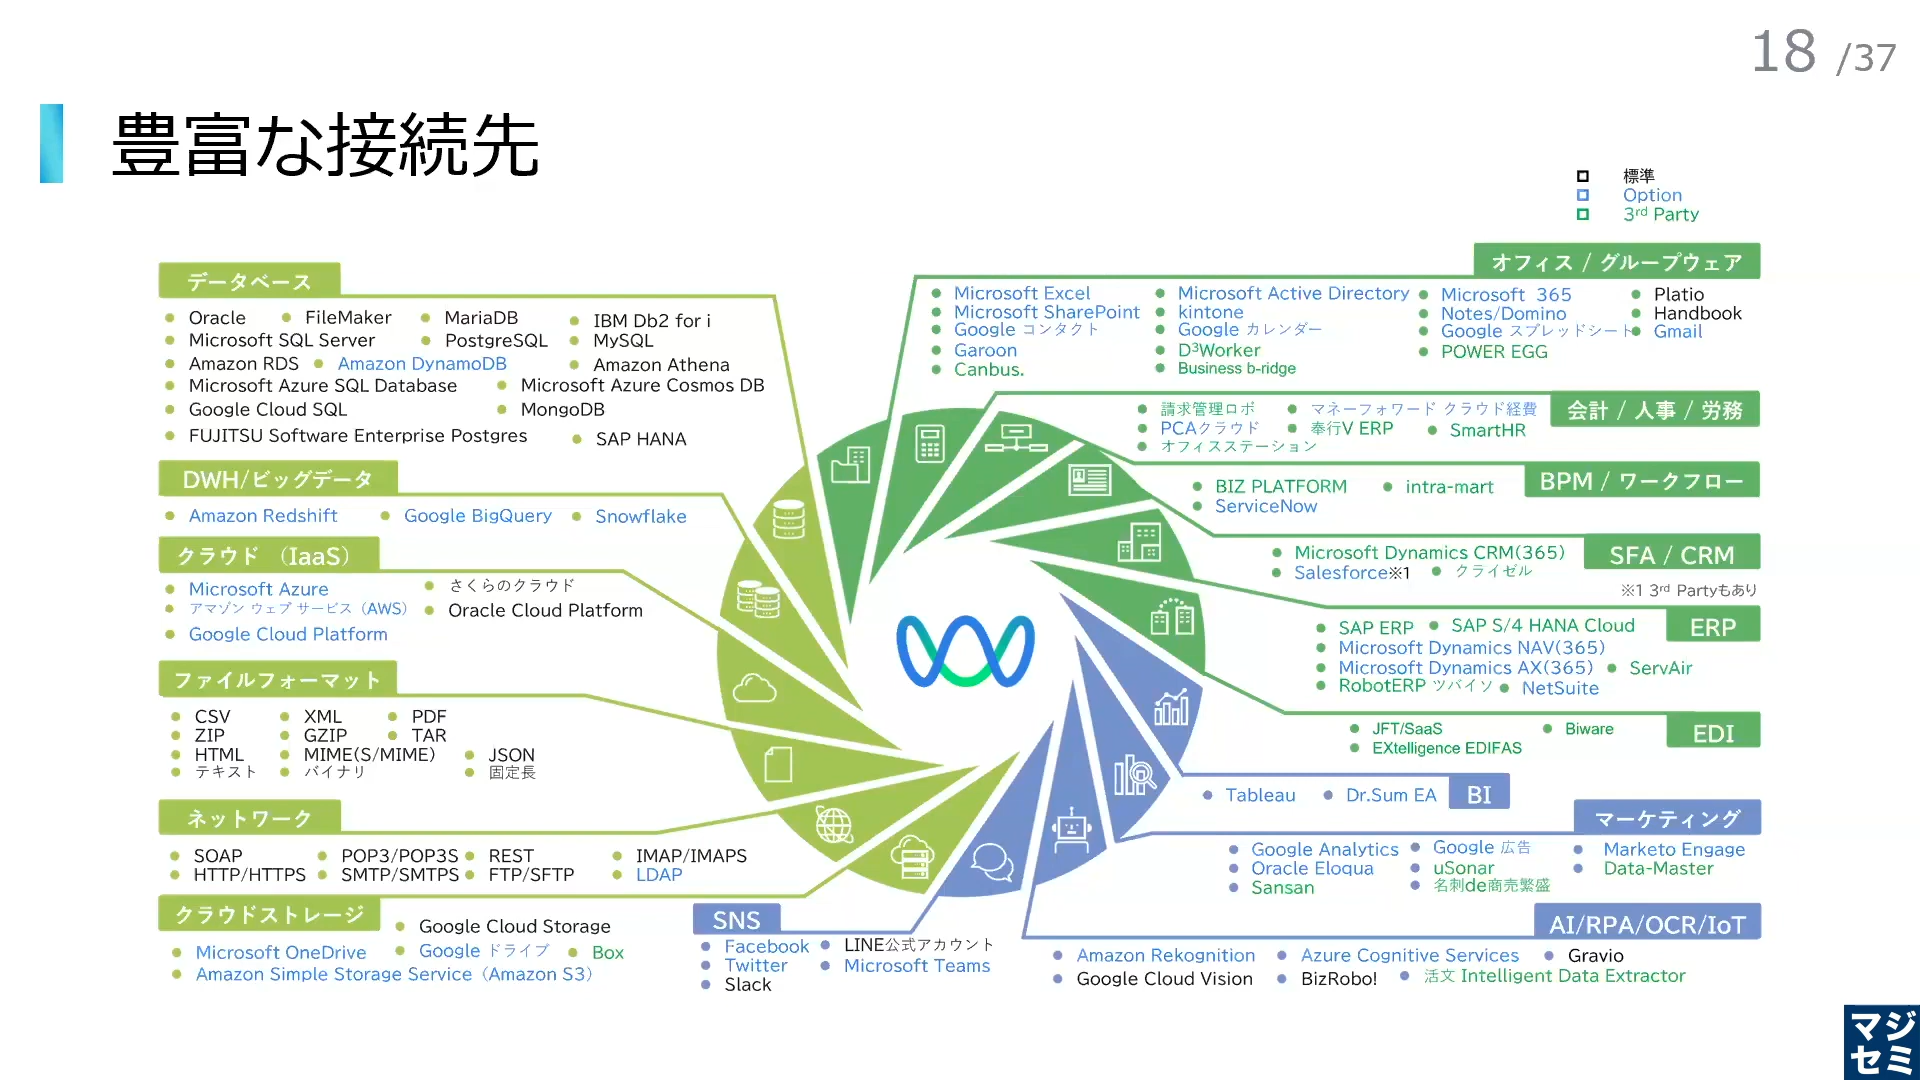 18 /37
豊富な接続先
標準
Option
3rd Party
データベース
Oracle FileMaker MariaDB IBM Db2 for i
Microsoft SQL Server PostgreSQL MySQL
Amazon RDS Amazon DynamoDB Amazon Athena
Microsoft Azure SQL Database Microsoft Azure Cosmos DB
Google Cloud SQL MongoDB
FUJITSU Software Enterprise Postgres SAP HANA
DWH/ビッグデータ
Amazon Redshift Google BigQuery Snowflake
クラウド （IaaS）
Microsoft Azure さくらのクラウド
アマゾン ウェブ サービス（AWS） Oracle Cloud Platform
Google Cloud Platform
ファイルフォーマット
CSV XML PDF
ZIP GZIP TAR
HTML MIME(S/MIME) JSON
テキスト バイナリ 固定長
ネットワーク
SOAP POP3/POP3S REST IMAP/IMAPS
HTTP/HTTPS SMTP/SMTPS FTP/SFTP LDAP
クラウドストレージ
Google Cloud Storage
Microsoft OneDrive Google ドライブ Box
Amazon Simple Storage Service（Amazon S3）
オフィス / グループウェア
Microsoft Excel Microsoft Active Directory Microsoft 365 Platio
Microsoft SharePoint kintone Notes/Domino Handbook
Google コンタクト Google カレンダー Google スプレッドシート Gmail
Garoon D3Worker POWER EGG
Canbus. Business b-ridge
会計 / 人事 / 労務
請求管理ロボ マネーフォワード クラウド経費
PCAクラウド 奉行V ERP SmartHR
オフィスステーション
BPM / ワークフロー
BIZ PLATFORM intra-mart
ServiceNow
SFA / CRM
Microsoft Dynamics CRM(365)
Salesforce※1 クライゼル
※1 3rd Partyもあり
ERP
SAP ERP SAP S/4 HANA Cloud
Microsoft Dynamics NAV(365)
Microsoft Dynamics AX(365) ServAir
RobotERP ツバイソ NetSuite
EDI
JFT/SaaS Biware
EXtelligence EDIFAS
BI
Tableau Dr.Sum EA
マーケティング
Google Analytics Google 広告 Marketo Engage
Oracle Eloqua uSonar Data-Master
Sansan 名刺de商売繁盛
SNS
Facebook LINE公式アカウント
Twitter Microsoft Teams
Slack
AI/RPA/OCR/IoT
Amazon Rekognition Azure Cognitive Services Gravio
Google Cloud Vision BizRobo! 活文 Intelligent Data Extractor
マジ
セミ